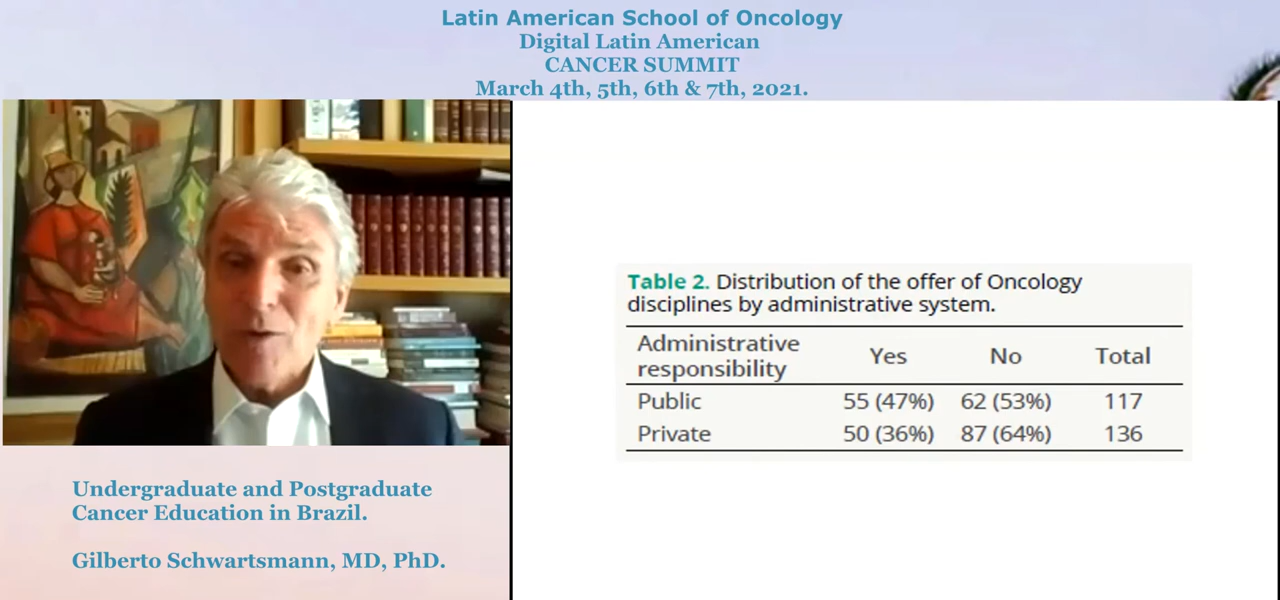 Latin American School of Oncology
Digital Latin American
CANCER SUMMIT
March 4th, 5th, 6th & 7th, 2021.
Table 2. Distribution of the offer of Oncology
disciplines by administrative system.
Administrative
responsibility Yes No Total
Public 55 (47%) 62 (53%) 117
Private 50 (36%) 87 (64%) 136
Undergraduate and Postgraduate
Cancer Education in Brazil.
Gilberto Schwartsmann, MD, PhD.